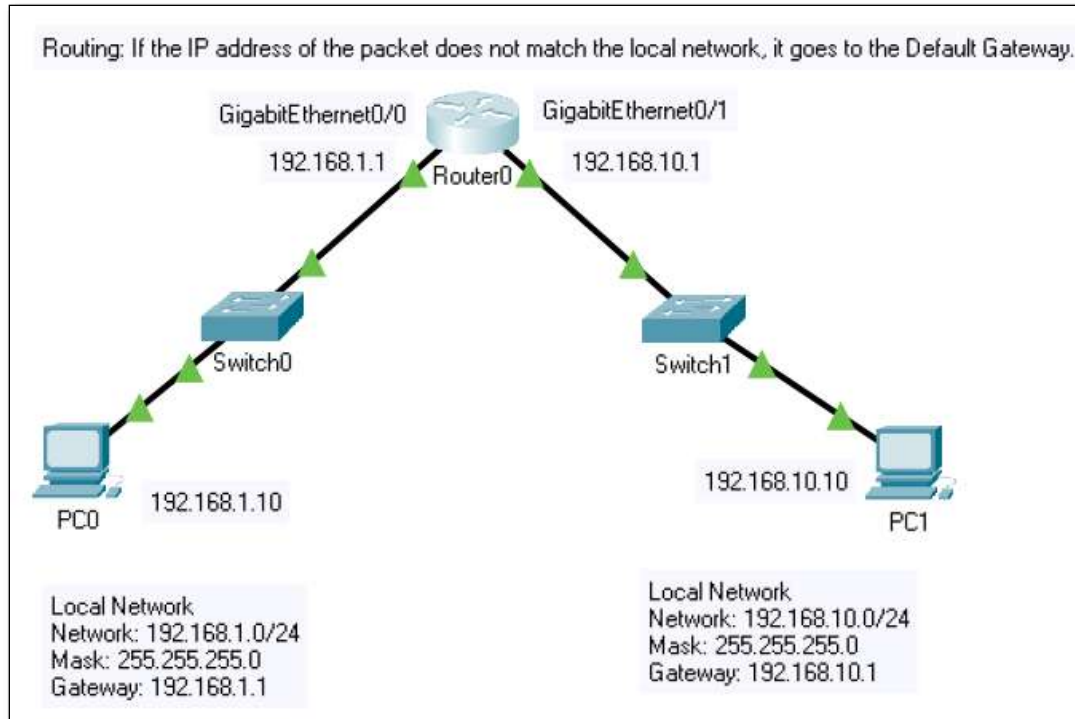 Routing: If the IP address of the packet does not match the local network, it goes to the Default Gateway.
GigabitEthernet0/0
GigabitEthernet0/1
192.168.1.1
192.168.10.1
Router0
Switch0
Switch1
192.168.1.10
192.168.10.10
PC0
PC1
Local Network
Network: 192.168.1.0/24
Mask: 255.255.255.0
Gateway: 192.168.1.1
Local Network
Network: 192.168.10.0/24
Mask: 255.255.255.0
Gateway: 192.168.10.1